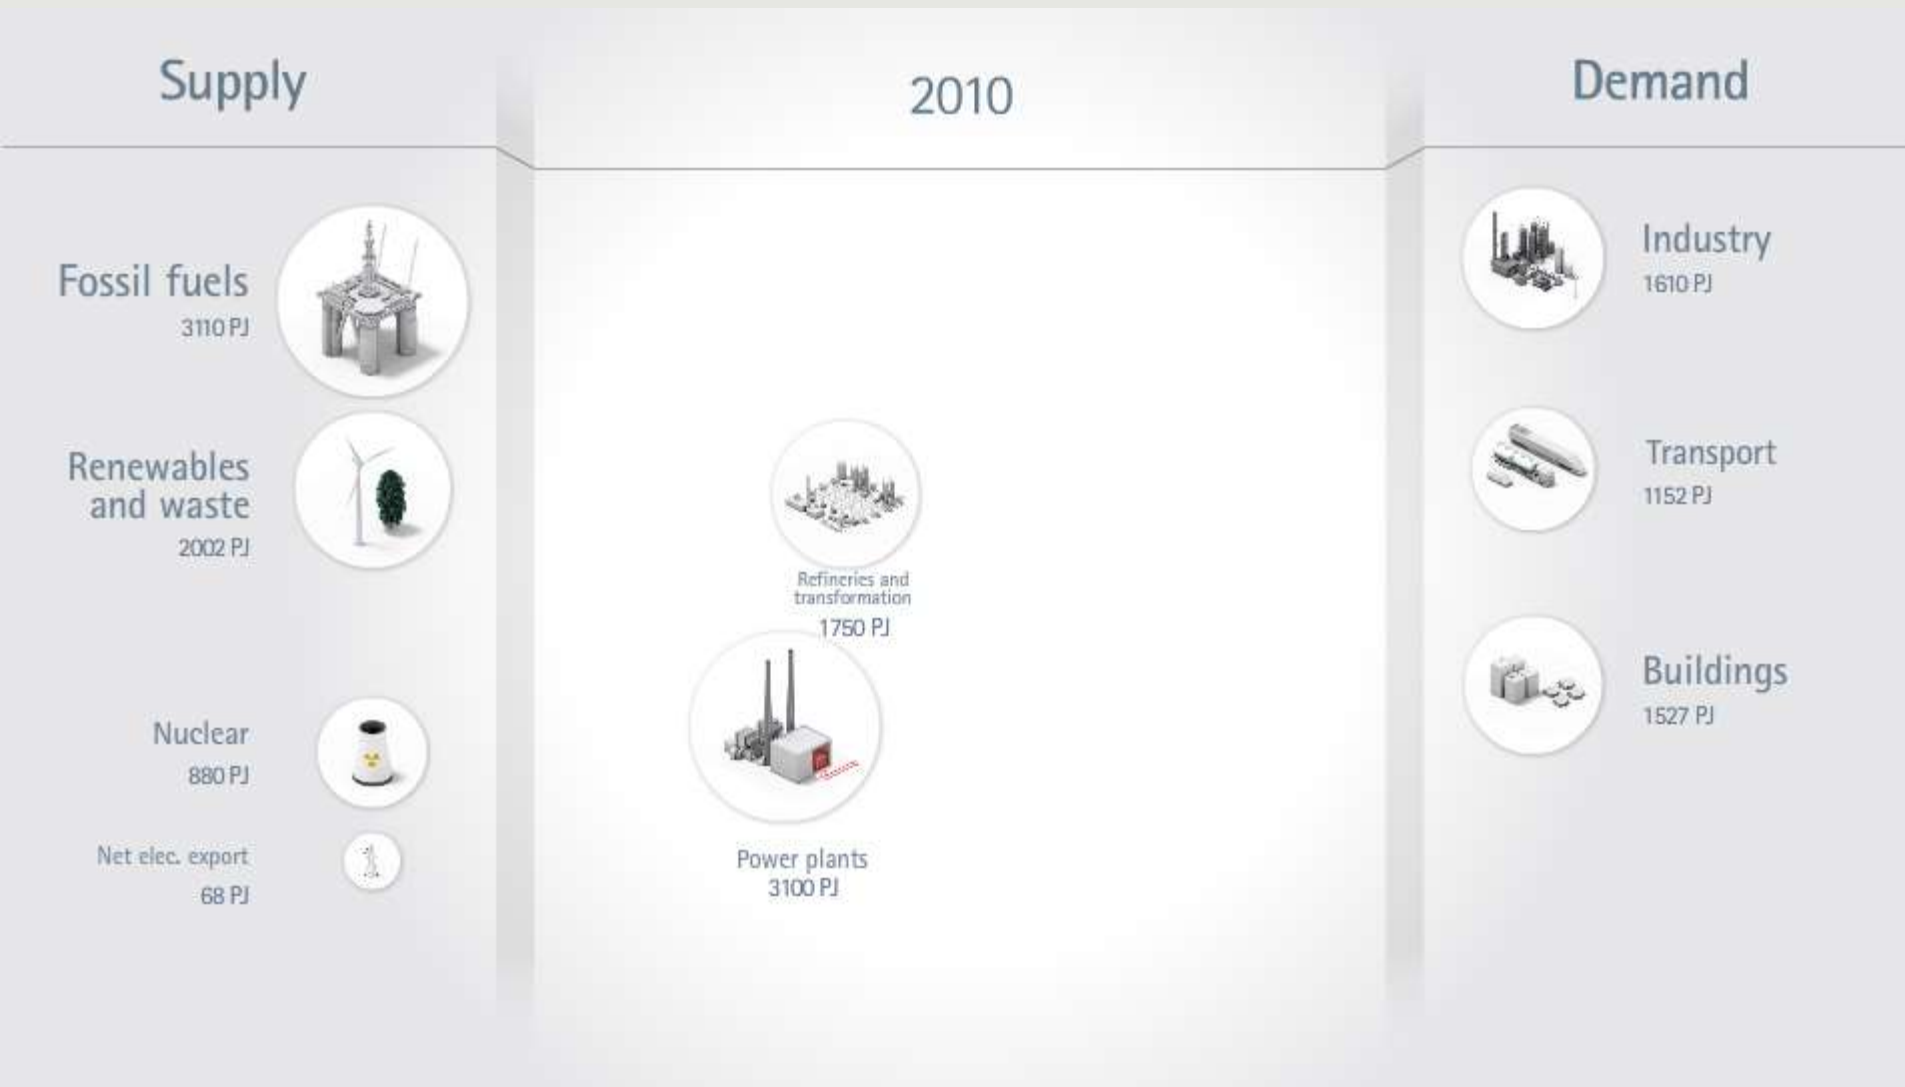 Supply
2010
Demand
Fossil fuels
3110 PJ
Renewables
and waste
2002 PJ
Nuclear
880 PJ
Net elec. export
68 PJ
Refineries and
transformation
1750 PJ
Power plants
3100 PJ
Industry
1610 PJ
Transport
1152 PJ
Buildings
1527 PJ